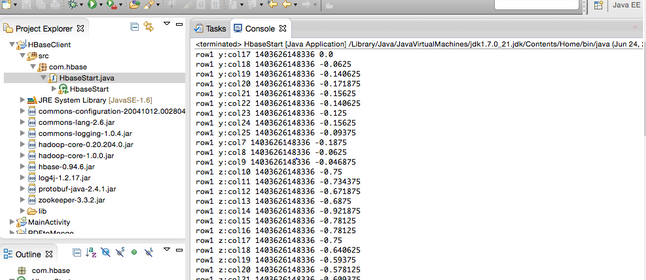 Java EE
Project Explorer
HBaseClient
src
com.hbase
HbaseStart.java
HbaseStart
JRE System Library [JavaSE-1.6]
commons-configuration-20041012.002804
commons-lang-2.6.jar
commons-logging-1.0.4.jar
hadoop-core-0.20.204.0.jar
hadoop-core-1.0.0.jar
hbase-0.94.6.jar
log4j-1.2.17.jar
protobuf-java-2.4.1.jar
zookeeper-3.3.2.jar
lib
MainActivity
PDFtoMongo
Outline
com.hbase
Tasks Console
<terminated> HbaseStart [Java Application] /Library/Java/JavaVirtualMachines/jdk1.7.0_21.jdk/Contents/Home/bin/java (Jun 24,
row1 y:col17 1403626148336 0.0
row1 y:col18 1403626148336 -0.0625
row1 y:col19 1403626148336 -0.140625
row1 y:col20 1403626148336 -0.171875
row1 y:col21 1403626148336 -0.15625
row1 y:col22 1403626148336 -0.140625
row1 y:col23 1403626148336 -0.125
row1 y:col24 1403626148336 -0.15625
row1 y:col25 1403626148336 -0.09375
row1 y:col7 1403626148336 -0.1875
row1 y:col8 1403626148336 -0.0625
row1 y:col9 1403626148336 -0.046875
row1 z:col10 1403626148336 -0.75
row1 z:col11 1403626148336 -0.734375
row1 z:col12 1403626148336 -0.671875
row1 z:col13 1403626148336 -0.6875
row1 z:col14 1403626148336 -0.921875
row1 z:col15 1403626148336 -0.78125
row1 z:col16 1403626148336 -0.78125
row1 z:col17 1403626148336 -0.75
row1 z:col18 1403626148336 -0.640625
row1 z:col19 1403626148336 -0.59375
row1 z:col20 1403626148336 -0.578125
row1 z:col21 1403626148336 -0.609375